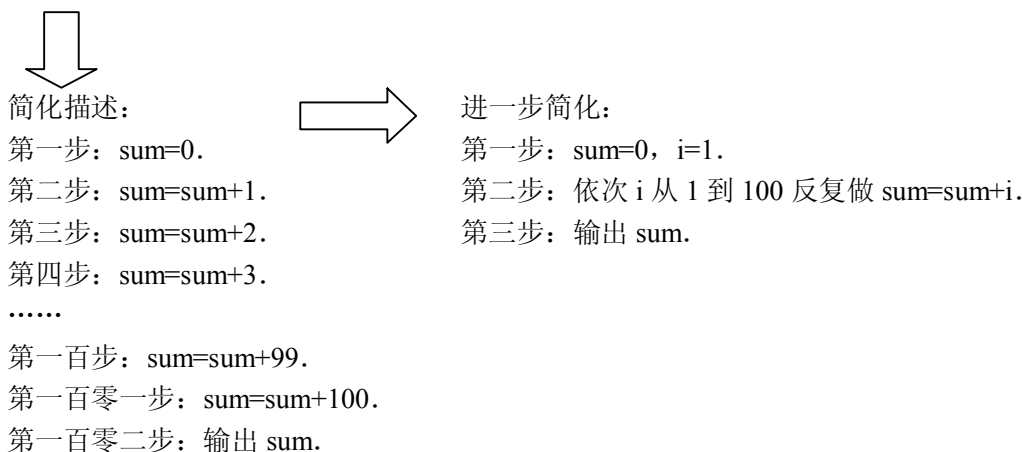 简化描述：
第一步：sum=0．
第二步：sum=sum+1．
第三步：sum=sum+2．
第四步：sum=sum+3．
……
第一百步：sum=sum+99．
第一百零一步：sum=sum+100．
第一百零二步：输出 sum．
进一步简化：
第一步：sum=0，i=1．
第二步：依次 i 从 1 到 100 反复做 sum=sum+i．
第三步：输出 sum．